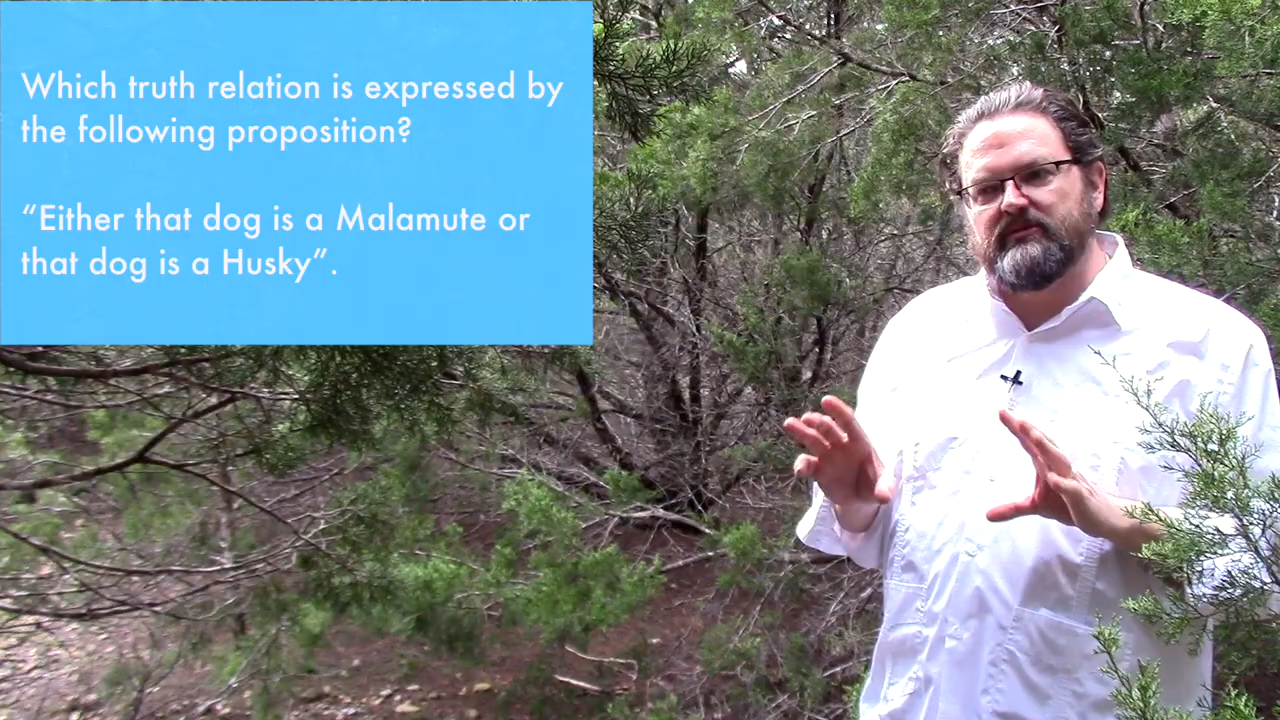 Which truth relation is expressed by
the following proposition?
“Either that dog is a Malamute or
that dog is a Husky”.